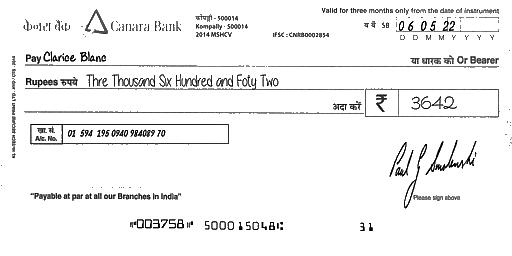 Valid for three months only from the date of instrument
केनरा बैंक Canara Bank
कोंपल्ली - 500014
Kompally - 500014
2014 MSHCV
IFSC : CNRB0002854
SB 06 05 22
D D M M Y Y Y Y
Pay Clarice Blanc
या धारक को Or Bearer
Rupees रुपये Thre Thousand Six Hundred and Foty Two
अदा करें ₹ 3642
खा. सं.
A/c. No. 01 594 195 0940 984089 70
"Payable at par at all our Branches in India"
Please sign above
⑈003758⑈ 500015048⑆ 31